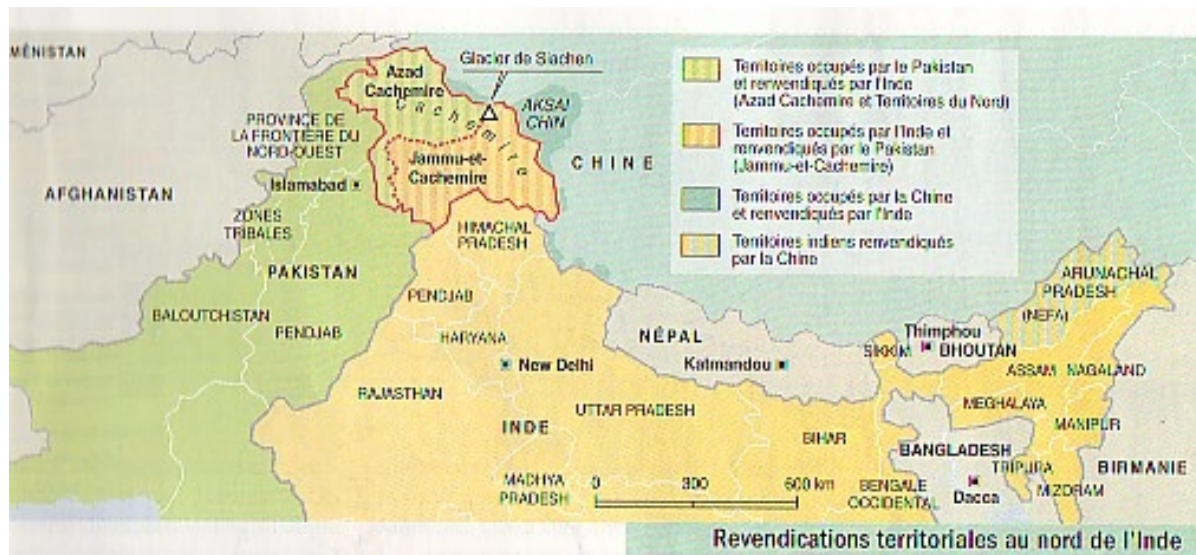 MÉNISTAN
Glacier de Siachen
Azad
Cachemire
Cachemire
AKSAI
CHIN
PROVINCE DE
LA FRONTIÈRE DU
NORD-OUEST
Jammu-et-
Cachemire
CHINE
AFGHANISTAN
Islamabad
ZONES
TRIBALES
HIMACHAL
PRADESH
PAKISTAN
PENDJAB
BALOUTCHISTAN
PENDJAB
HARYANA
New Delhi
RAJASTHAN
UTTAR PRADESH
INDE
MADHYA
PRADESH
NÉPAL
Katmandou
BIHAR
SIKKIM
Thimphou
BHOUTAN
ARUNACHAL
PRADESH
(NEFA)
ASSAM
NAGALAND
MEGHALAYA
MANIPUR
BANGLADESH
TRIPURA
BIRMANIE
Dacca
MIZORAM
BENGALE
OCCIDENTAL
0 300 600 km
Territoires occupés par le Pakistan
et renvendiqués par l'Inde
(Azad Cachemire et Territoires du Nord)
Territoires occupés par l'Inde et
renvendiqués par le Pakistan
(Jammu-et-Cachemire)
Territoires occupés par la Chine
et renvendiqués par l'Inde
Territoires indiens renvendiqués
par la Chine
Revendications territoriales au nord de l'Inde